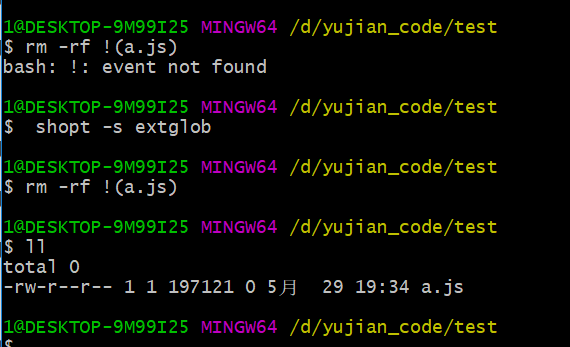 1@DESKTOP-9M99I25 MINGW64 /d/yujian_code/test
$ rm -rf !(a.js)
bash: !: event not found
1@DESKTOP-9M99I25 MINGW64 /d/yujian_code/test
$  shopt -s extglob
1@DESKTOP-9M99I25 MINGW64 /d/yujian_code/test
$ rm -rf !(a.js)
1@DESKTOP-9M99I25 MINGW64 /d/yujian_code/test
$ ll
total 0
-rw-r--r-- 1 1 197121 0 5月  29 19:34 a.js
1@DESKTOP-9M99I25 MINGW64 /d/yujian_code/test
$